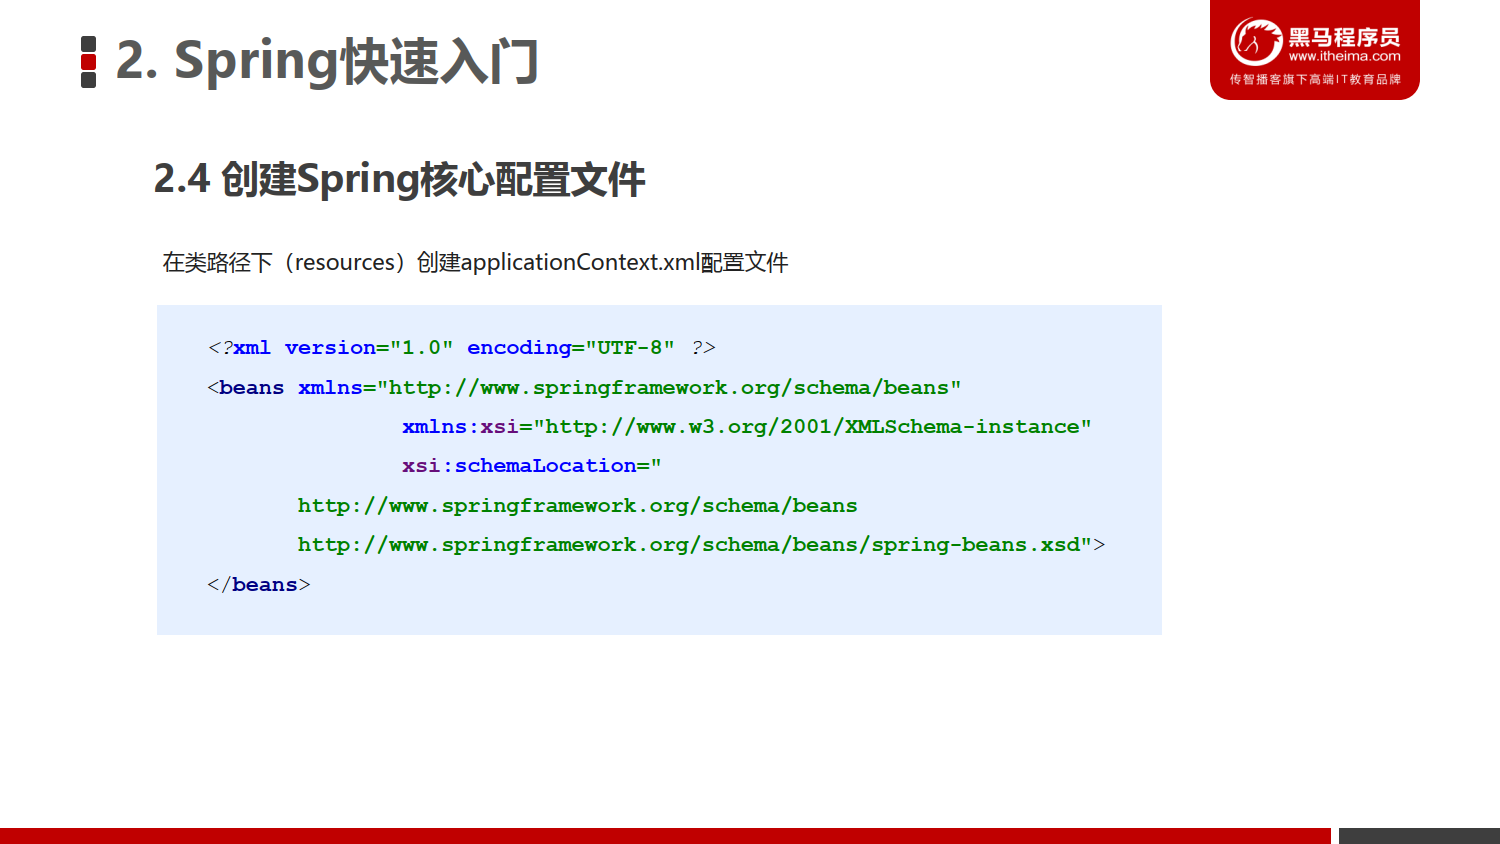 2. Spring快速入门
黑马程序员
www.itheima.com
传智播客旗下高端IT教育品牌
2.4 创建Spring核心配置文件
在类路径下（resources）创建applicationContext.xml配置文件
<?xml version="1.0" encoding="UTF-8" ?>
<beans xmlns="http://www.springframework.org/schema/beans"
xmlns:xsi="http://www.w3.org/2001/XMLSchema-instance"
xsi:schemaLocation="
http://www.springframework.org/schema/beans
http://www.springframework.org/schema/beans/spring-beans.xsd">
</beans>